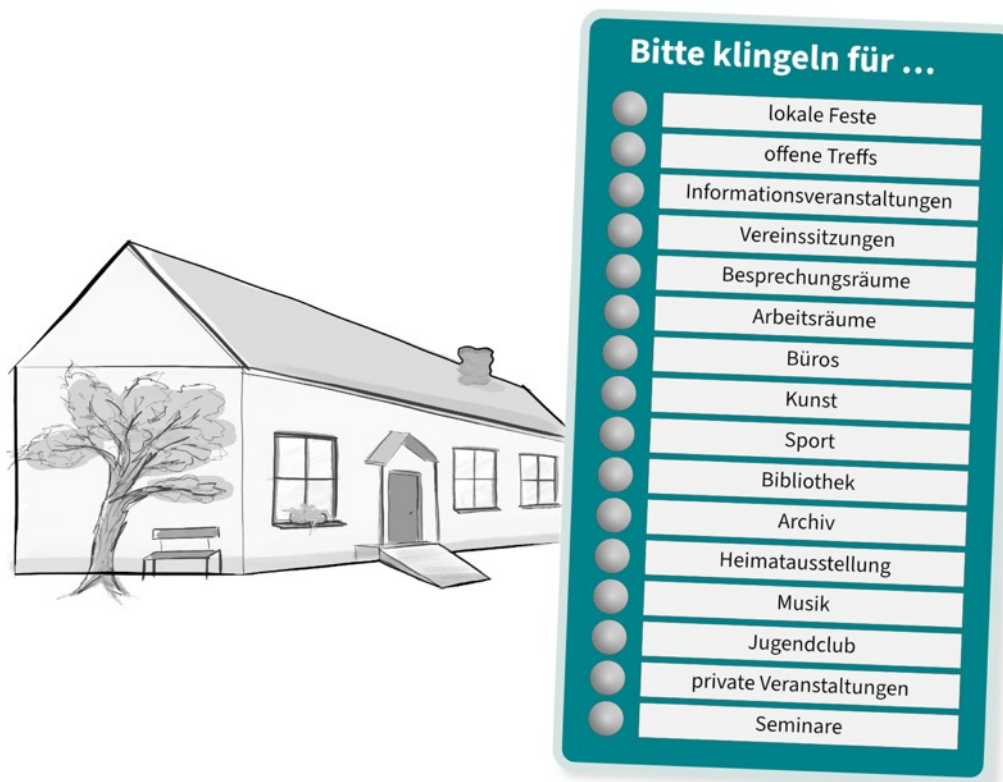 Bitte klingeln für ...
lokale Feste
offene Treffs
Informationsveranstaltungen
Vereinssitzungen
Besprechungsräume
Arbeitsräume
Büros
Kunst
Sport
Bibliothek
Archiv
Heimatausstellung
Musik
Jugendclub
private Veranstaltungen
Seminare